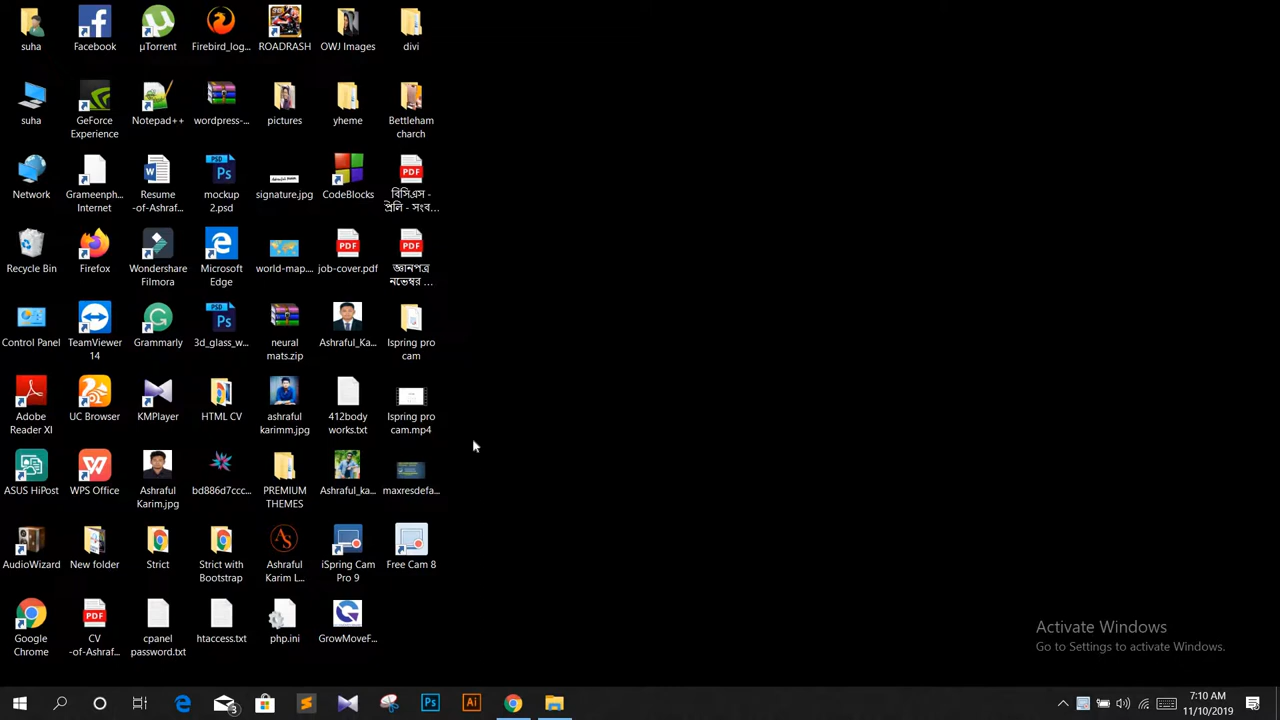 suha
Facebook
µTorrent
Firebird_log...
ROADRASH
OWJ Images
divi
suha
GeForce
Experience
Notepad++
wordpress-...
pictures
yheme
Bettleham
charch
Network
Grameenph...
Internet
Resume
-of-Ashraf...
mockup
2.psd
signature.jpg
CodeBlocks
বিসিএস -
প্রিলি - সংব...
Recycle Bin
Firefox
Wondershare
Filmora
Microsoft
Edge
world-map....
job-cover.pdf
জ্ঞানপত্র
নভেম্বর ...
Control Panel
TeamViewer
14
Grammarly
3d_glass_w...
neural
mats.zip
Ashraful_Ka...
Ispring pro
cam
Adobe
Reader XI
UC Browser
KMPlayer
HTML CV
ashraful
karimm.jpg
412body
works.txt
Ispring pro
cam.mp4
ASUS HiPost
WPS Office
Ashraful
Karim.jpg
bd886d7ccc...
PREMIUM
THEMES
Ashraful_ka...
maxresdefa...
AudioWizard
New folder
Strict
Strict with
Bootstrap
Ashraful
Karim L...
iSpring Cam
Pro 9
Free Cam 8
Google
Chrome
CV
-of-Ashraf...
cpanel
password.txt
htaccess.txt
php.ini
GrowMoveF...
Activate Windows
Go to Settings to activate Windows.
7:10 AM
11/10/2019